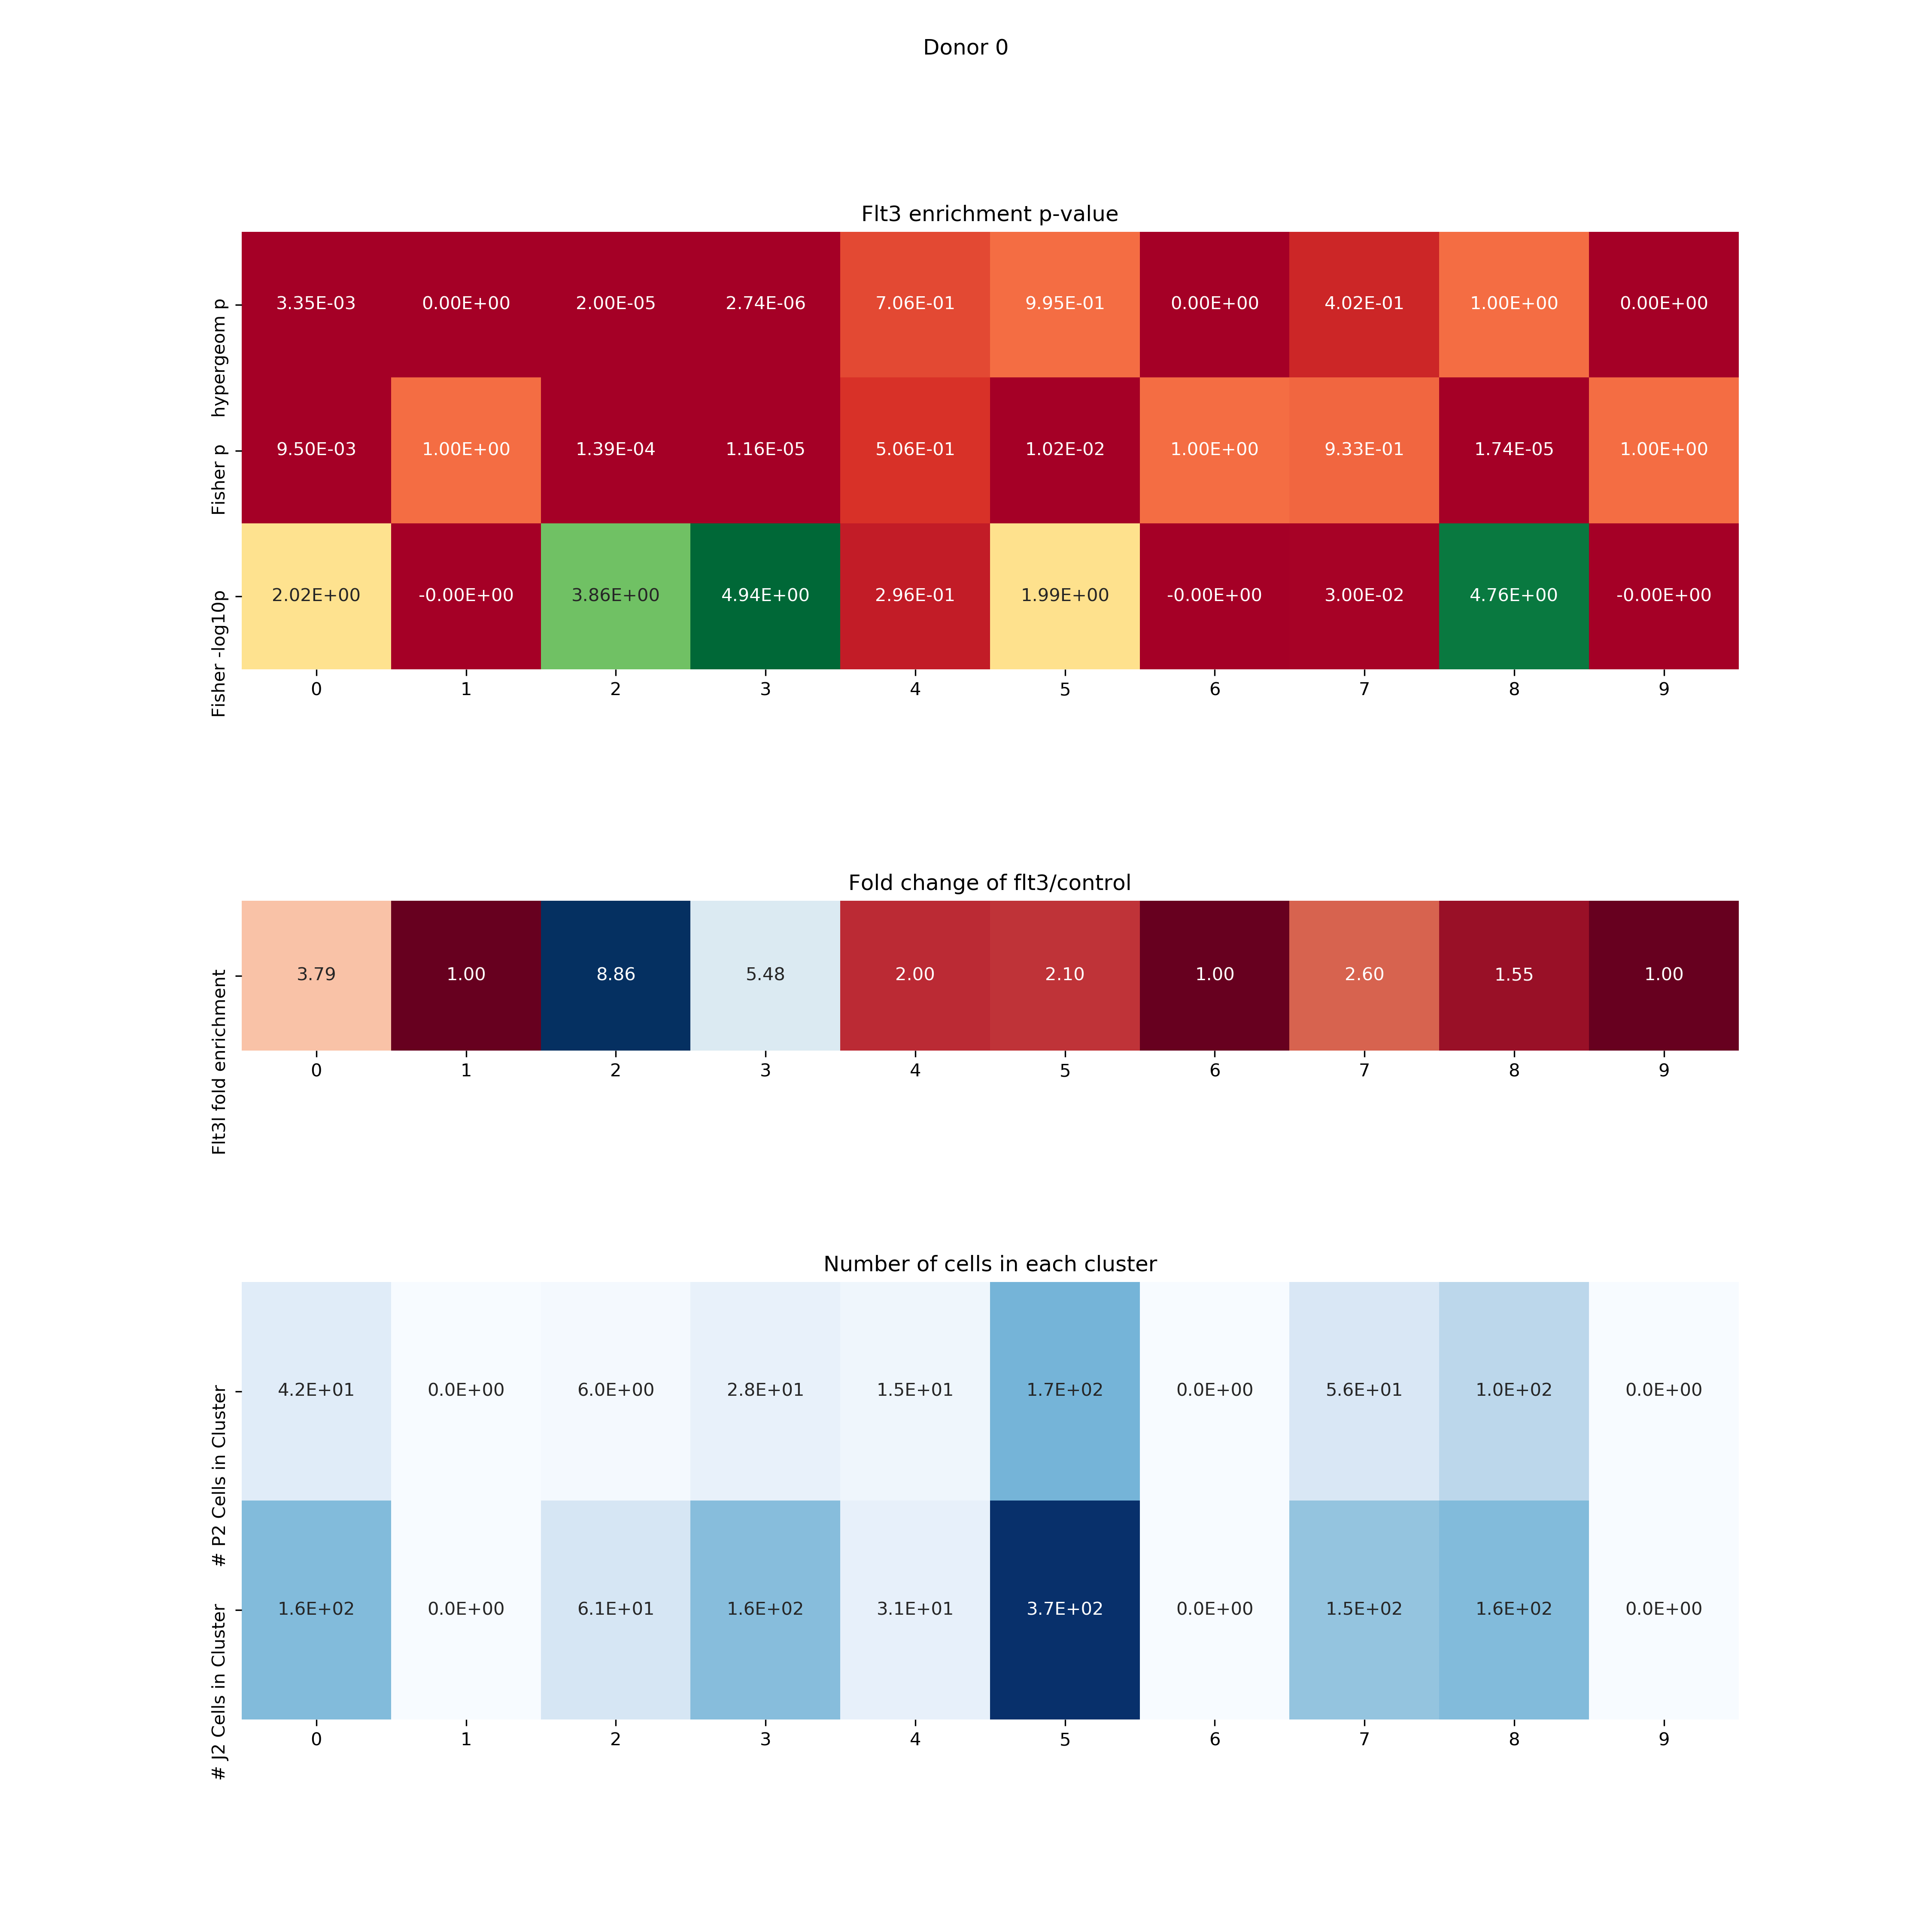 Donor 0
Flt3 enrichment p-value
hypergeom p
3.35E-03 0.00E+00 2.00E-05 2.74E-06 7.06E-01 9.95E-01 0.00E+00 4.02E-01 1.00E+00 0.00E+00
Fisher p
9.50E-03 1.00E+00 1.39E-04 1.16E-05 5.06E-01 1.02E-02 1.00E+00 9.33E-01 1.74E-05 1.00E+00
Fisher -log10p
2.02E+00 -0.00E+00 3.86E+00 4.94E+00 2.96E-01 1.99E+00 -0.00E+00 3.00E-02 4.76E+00 -0.00E+00
0 1 2 3 4 5 6 7 8 9
Fold change of flt3/control
Flt3l fold enrichment
3.79 1.00 8.86 5.48 2.00 2.10 1.00 2.60 1.55 1.00
0 1 2 3 4 5 6 7 8 9
Number of cells in each cluster
# P2 Cells in Cluster
4.2E+01 0.0E+00 6.0E+00 2.8E+01 1.5E+01 1.7E+02 0.0E+00 5.6E+01 1.0E+02 0.0E+00
# J2 Cells in Cluster
1.6E+02 0.0E+00 6.1E+01 1.6E+02 3.1E+01 3.7E+02 0.0E+00 1.5E+02 1.6E+02 0.0E+00
0 1 2 3 4 5 6 7 8 9